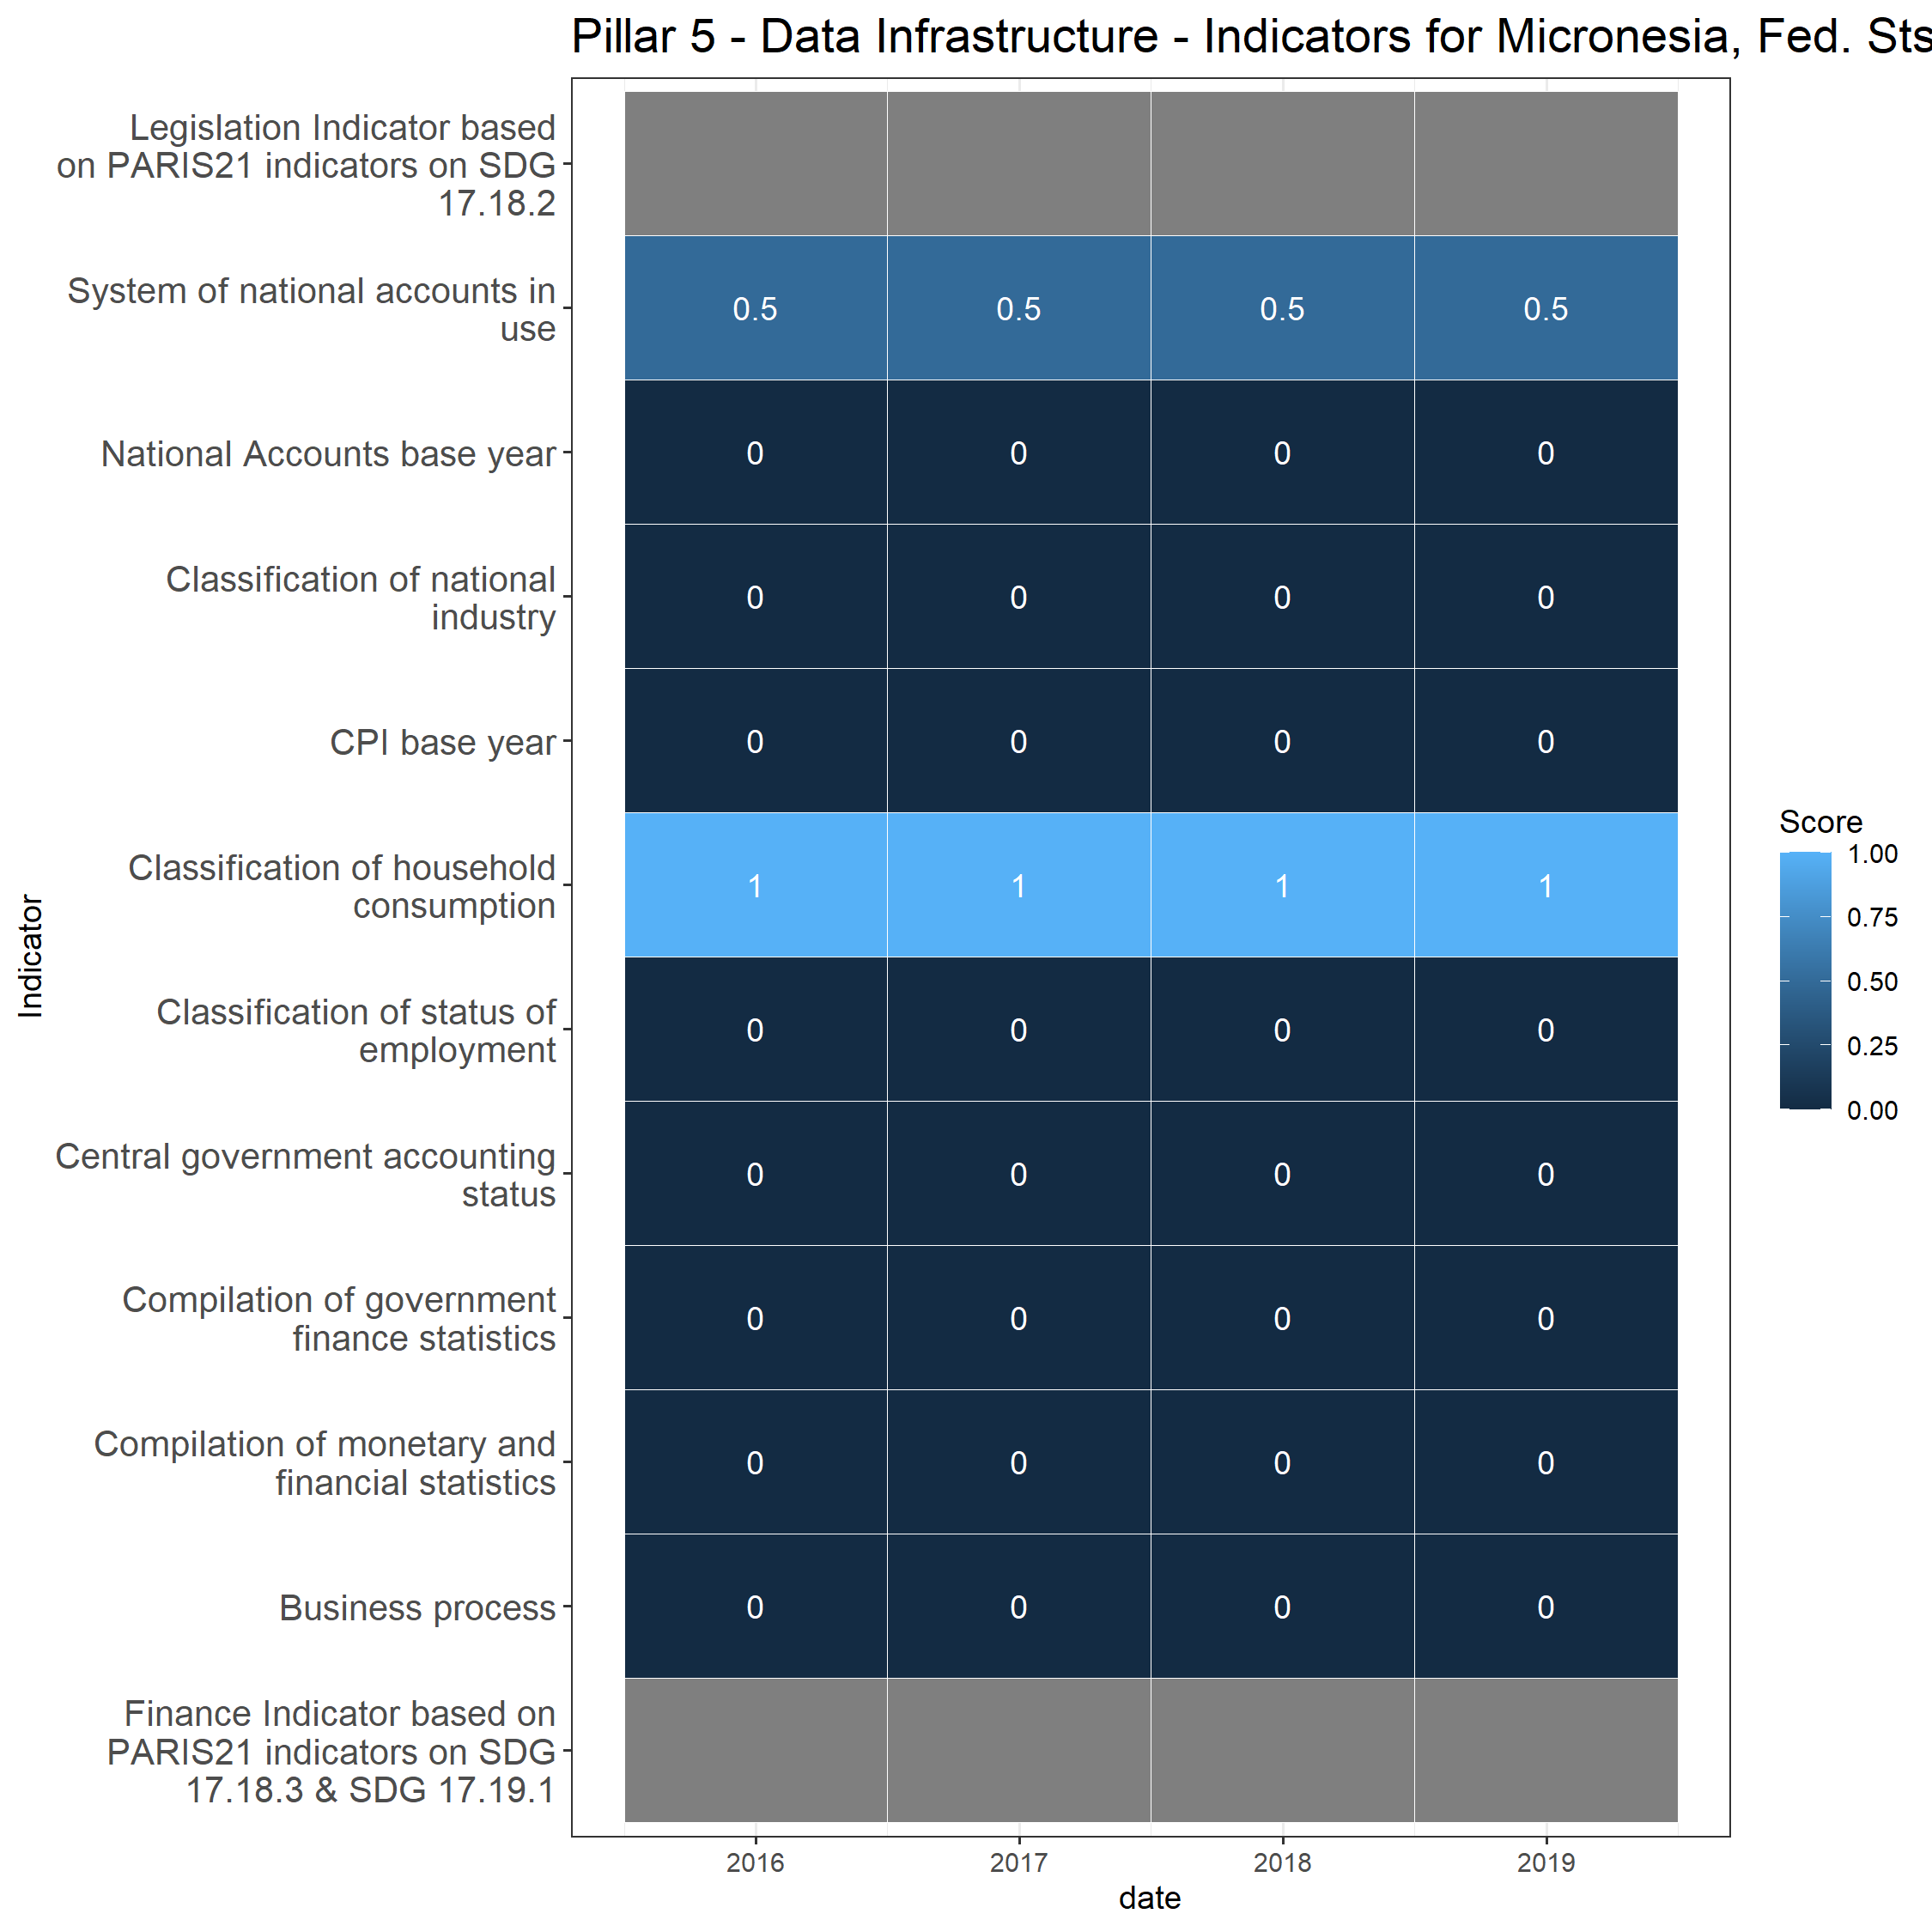 Pillar 5 - Data Infrastructure - Indicators for Micronesia, Fed. Sts
Legislation Indicator based
on PARIS21 indicators on SDG
17.18.2
System of national accounts in
use
0.5 0.5 0.5 0.5
National Accounts base year
0 0 0 0
Classification of national
industry
0 0 0 0
CPI base year
0 0 0 0
Classification of household
consumption
1 1 1 1
Classification of status of
employment
0 0 0 0
Central government accounting
status
0 0 0 0
Compilation of government
finance statistics
0 0 0 0
Compilation of monetary and
financial statistics
0 0 0 0
Business process
0 0 0 0
Finance Indicator based on
PARIS21 indicators on SDG
17.18.3 & SDG 17.19.1
2016 2017 2018 2019
date
Indicator
Score
1.00
0.75
0.50
0.25
0.00